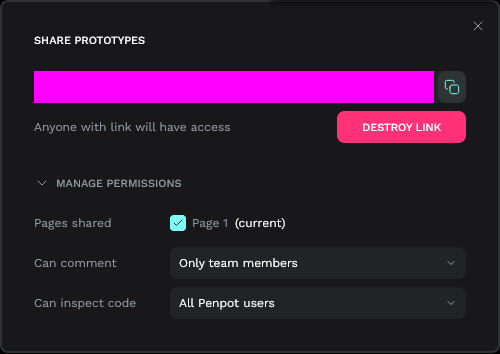 SHARE PROTOTYPES
Anyone with link will have access
DESTROY LINK
MANAGE PERMISSIONS
Pages shared
Page 1 (current)
Can comment
Only team members
Can inspect code
All Penpot users